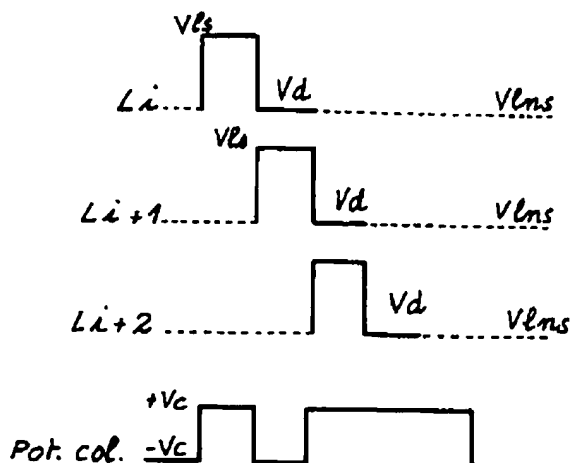 Vls
Li Vd Vlns
Vls
Li+1 Vd Vlns
Li+2 Vd Vlns
+Vc
Pot. col. -Vc